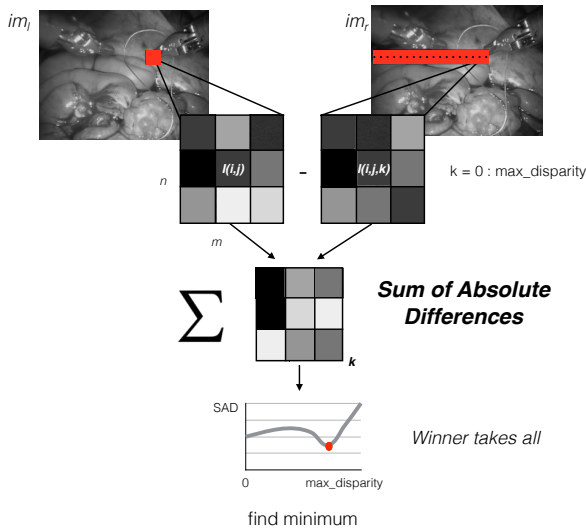 im_l
im_r
I(i,j)
-
I(i,j,k)
k = 0 : max_disparity
n
m
∑
Sum of Absolute
Differences
k
SAD
Winner takes all
0
max_disparity
find minimum